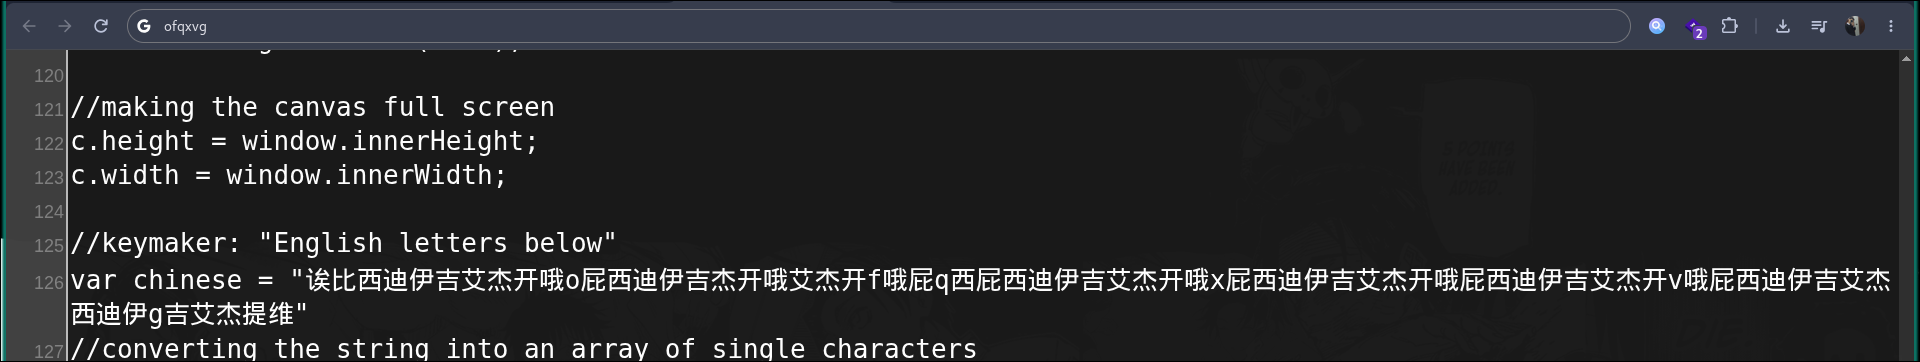 ofqxvg
2
120
121 //making the canvas full screen
122 c.height = window.innerHeight;
123 c.width = window.innerWidth;
124
125 //keymaker: "English letters below"
126 var chinese = "诶比西迪伊吉艾杰开哦o屁西迪伊吉杰开哦艾杰开f哦屁q西屁西迪伊吉艾杰开哦x屁西迪伊吉艾杰开哦屁西迪伊吉艾杰开v哦屁西迪伊吉艾杰
西迪伊g吉艾杰提维"
127 //converting the string into an array of single characters